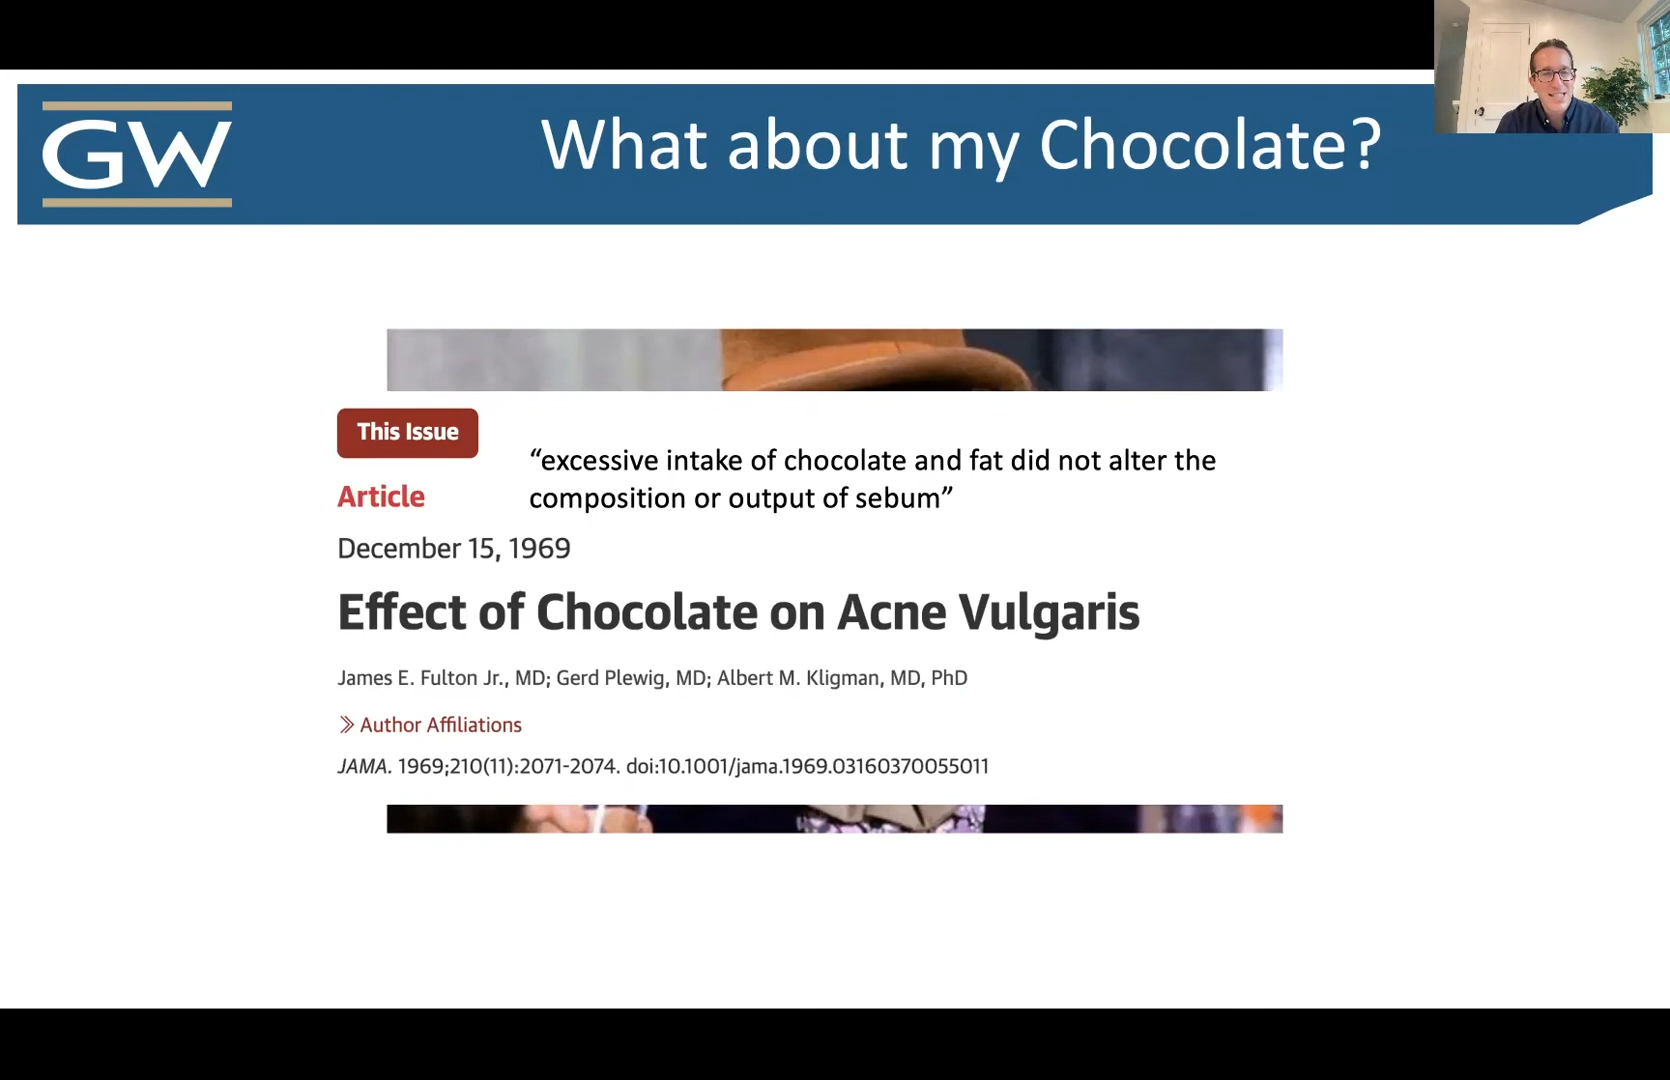 GW
What about my Chocolate?
This Issue
“excessive intake of chocolate and fat did not alter the
composition or output of sebum”
Article
December 15, 1969
Effect of Chocolate on Acne Vulgaris
James E. Fulton Jr., MD; Gerd Plewig, MD; Albert M. Kligman, MD, PhD
» Author Affiliations
JAMA. 1969;210(11):2071-2074. doi:10.1001/jama.1969.03160370055011